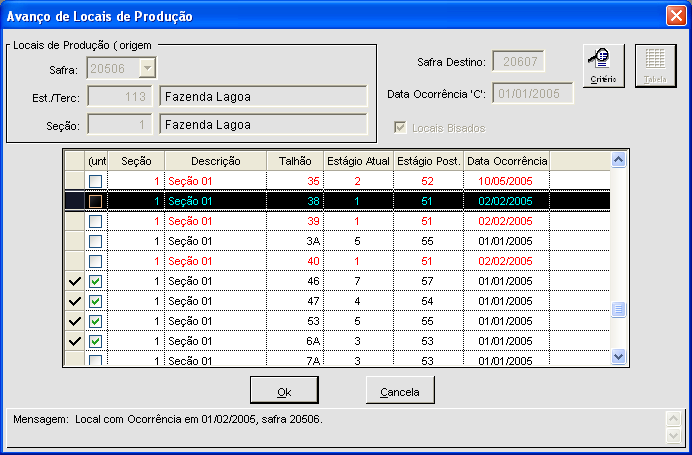 Avanço de Locais de Produção
Locais de Produção ( origem
Safra: 20506
Est./Terc: 113 Fazenda Lagoa
Seção: 1 Fazenda Lagoa
Safra Destino: 20607
Data Ocorrência 'C': 01/01/2005
Locais Bisados
Critério
Tabela
(unt Seção Descrição Talhão Estágio Atual Estágio Post. Data Ocorrência
1 Seção 01 35 2 52 10/05/2005
1 Seção 01 38 1 51 02/02/2005
1 Seção 01 39 1 51 02/02/2005
1 Seção 01 3A 5 55 01/01/2005
1 Seção 01 40 1 51 02/02/2005
1 Seção 01 46 7 57 01/01/2005
1 Seção 01 47 4 54 01/01/2005
1 Seção 01 53 5 55 01/01/2005
1 Seção 01 6A 3 53 01/01/2005
1 Seção 01 7A 3 53 01/01/2005
Ok
Cancela
Mensagem: Local com Ocorrência em 01/02/2005, safra 20506.